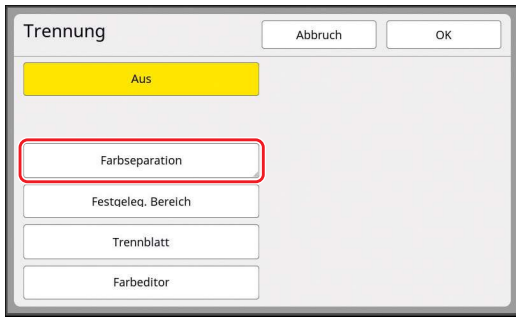 Trennung
Abbruch
OK
Aus
Farbseparation
Festgeleg. Bereich
Trennblatt
Farbeditor